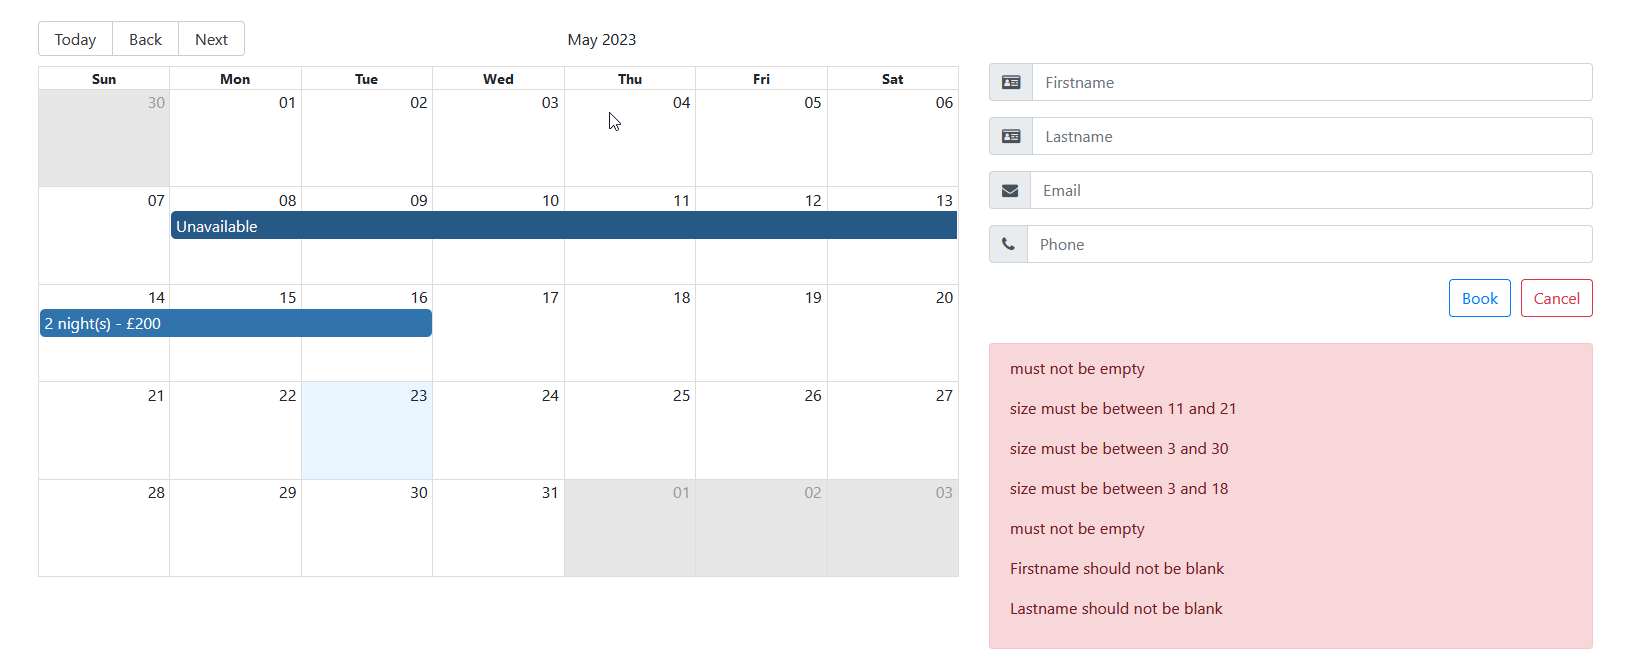 Today Back Next May 2023
Sun Mon Tue Wed Thu Fri Sat
30 01 02 03 04 05 06
07 08 09 10 11 12 13
Unavailable
14 15 16 17 18 19 20
2 night(s) - £200
21 22 23 24 25 26 27
28 29 30 31 01 02 03
Firstname
Lastname
Email
Phone
Book Cancel
must not be empty
size must be between 11 and 21
size must be between 3 and 30
size must be between 3 and 18
must not be empty
Firstname should not be blank
Lastname should not be blank